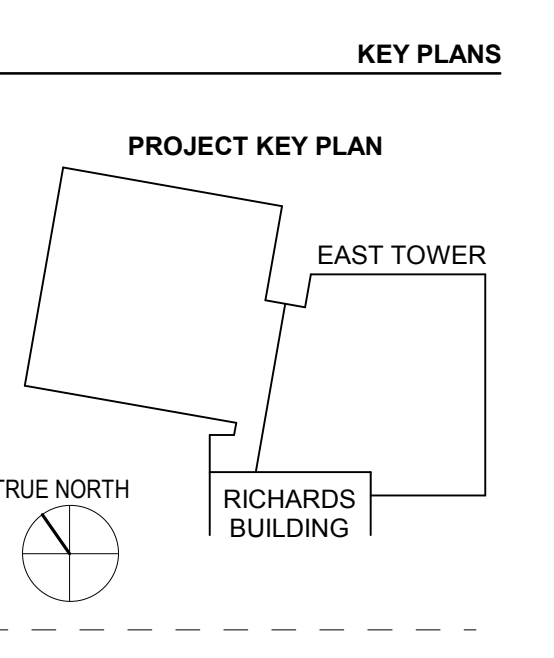 KEY PLANS
PROJECT KEY PLAN
EAST TOWER
TRUE NORTH
RICHARDS
BUILDING